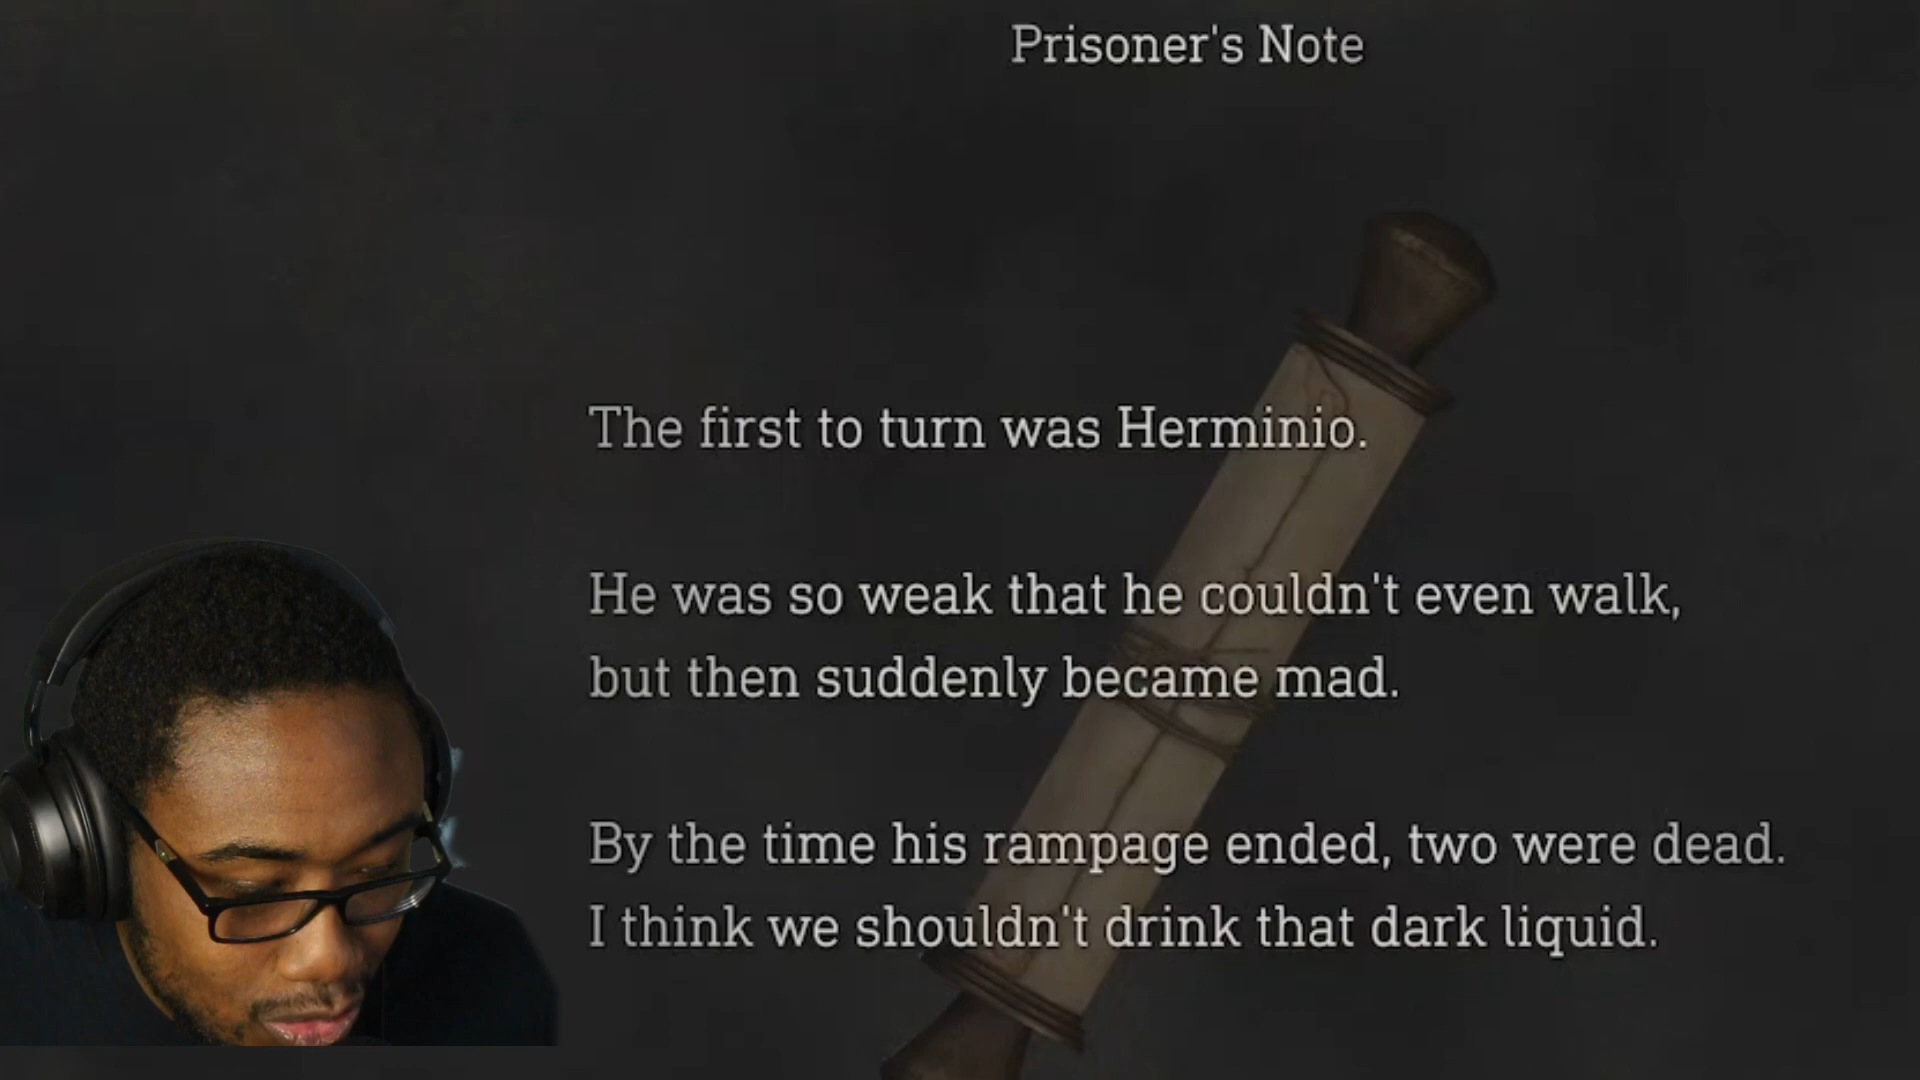 Prisoner's Note
The first to turn was Herminio.
He was so weak that he couldn't even walk,
but then suddenly became mad.
By the time his rampage ended, two were dead.
I think we shouldn't drink that dark liquid.